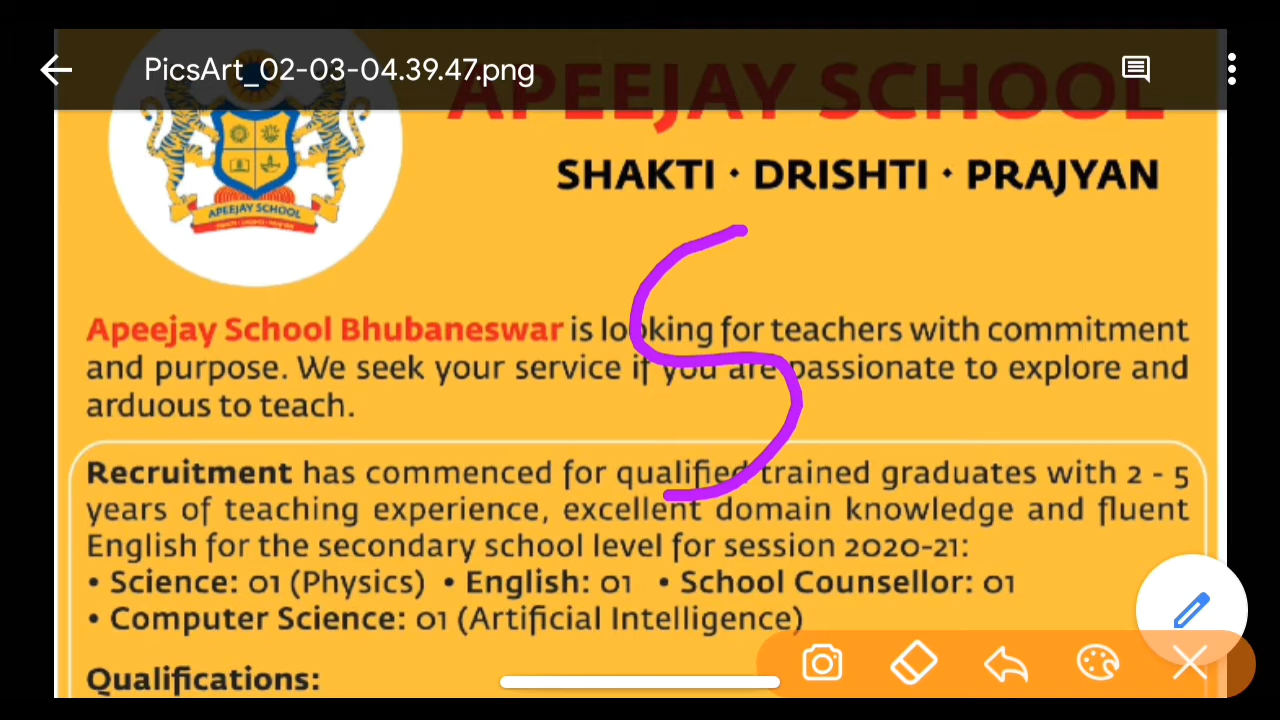 PicsArt_02-03-04.39.47.png
APEEJAY SCHOOL
SHAKTI · DRISHTI · PRAJYAN
APEEJAY SCHOOL
Apeejay School Bhubaneswar is looking for teachers with commitment
and purpose. We seek your service if you are passionate to explore and
arduous to teach.
Recruitment has commenced for qualified trained graduates with 2 - 5
years of teaching experience, excellent domain knowledge and fluent
English for the secondary school level for session 2020-21:
• Science: 01 (Physics) • English: 01 • School Counsellor: 01
• Computer Science: 01 (Artificial Intelligence)
Qualifications: